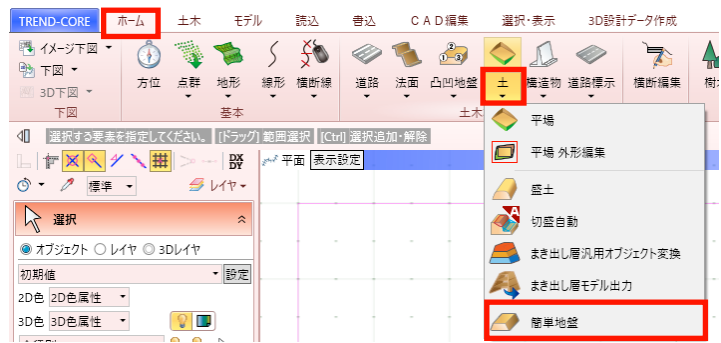 TREND-CORE ホーム 土木 モデル 読込 書込 CAD編集 選択・表示 3D設計データ作成
イメージ下図
下図
3D下図
下図
方位 点群 地形 線形 横断線
基本
道路 法面 凸凹地盤 土 構造物 道路標示 横断編集
土木
選択する要素を指定してください。 [ドラッグ] 範囲選択 [Ctrl] 選択追加・解除
DX
BY
標準 レイヤ
平面 表示設定
選択
オブジェクト レイヤ 3Dレイヤ
初期値 設定
2D色 2D色属性
3D色 3D色属性
平場
平場 外形編集
盛土
切盛自動
まき出し層汎用オブジェクト変換
まき出し層モデル出力
簡単地盤